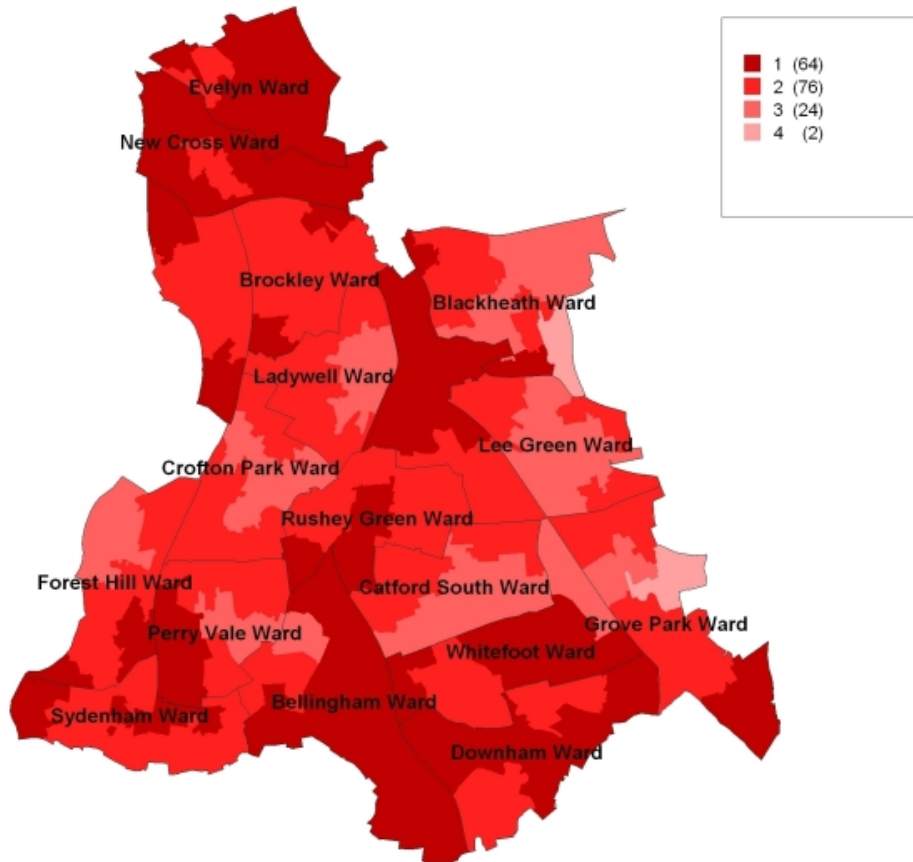 1 (64)
2 (76)
3 (24)
4 (2)
Evelyn Ward
New Cross Ward
Brockley Ward
Blackheath Ward
Ladywell Ward
Lee Green Ward
Crofton Park Ward
Rushey Green Ward
Forest Hill Ward
Catford South Ward
Grove Park Ward
Perry Vale Ward
Whitefoot Ward
Bellingham Ward
Sydenham Ward
Downham Ward